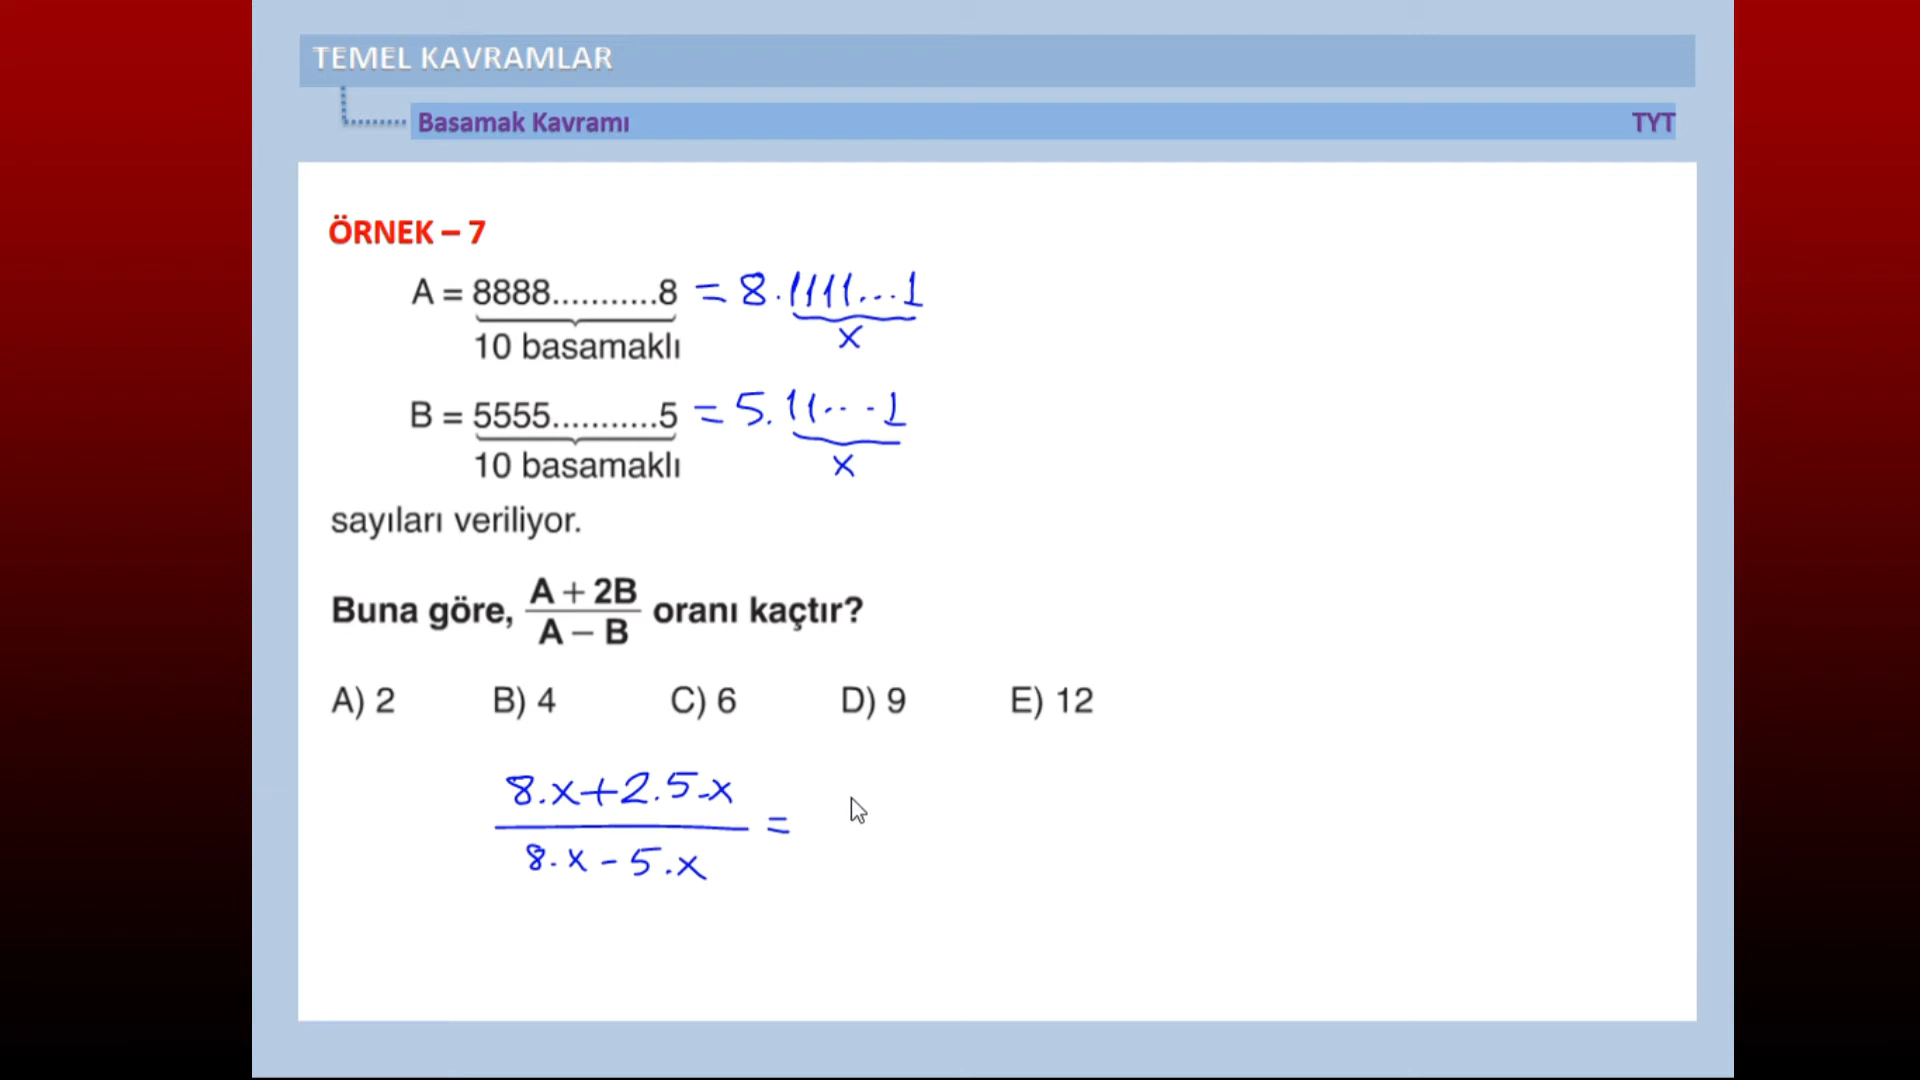 TEMEL KAVRAMLAR
Basamak Kavramı TYT
ÖRNEK – 7
A = 8888...........8 = 8.1111...1
10 basamaklı x
B = 5555...........5 = 5.11...1
10 basamaklı x
sayıları veriliyor.
Buna göre, A + 2B / A – B oranı kaçtır?
A) 2 B) 4 C) 6 D) 9 E) 12
8.x+2.5.x =
8.x-5.x